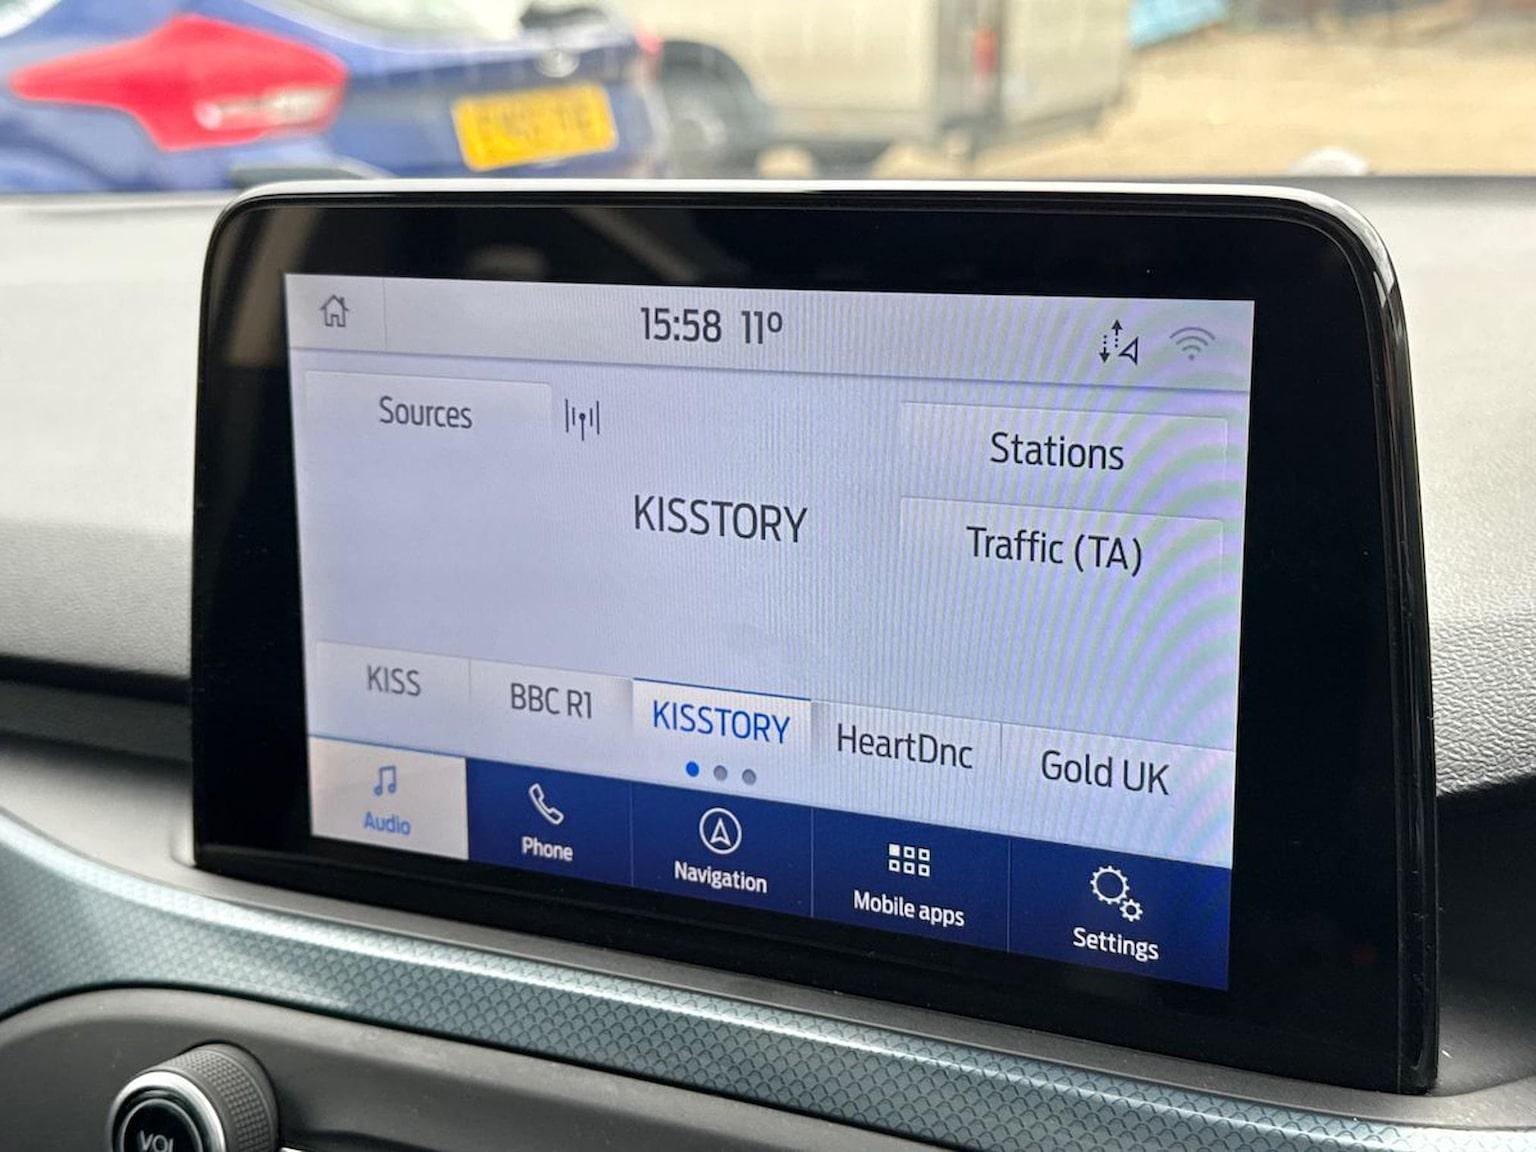 15:58 11º
Sources
Stations
KISSTORY
Traffic (TA)
KISS
BBC R1
KISSTORY
HeartDnc
Gold UK
Audio
Phone
Navigation
Mobile apps
Settings
VOL